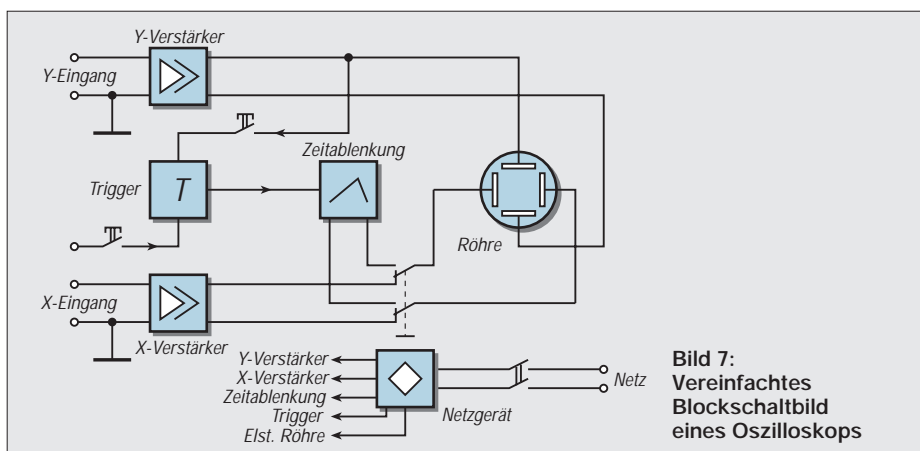 Y-Verstärker
Y-Eingang
Zeitablenkung
Trigger
T
Röhre
X-Eingang
X-Verstärker
Y-Verstärker
X-Verstärker
Zeitablenkung
Trigger
Elst. Röhre
Netzgerät
Netz
Bild 7:
Vereinfachtes
Blockschaltbild
eines Oszilloskops